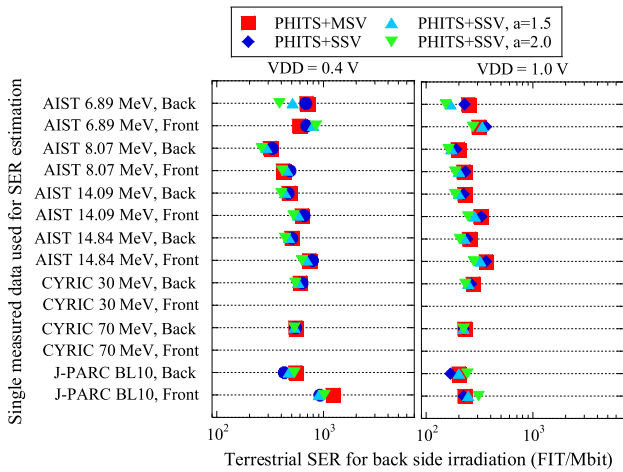 PHITS+MSV
PHITS+SSV, a=1.5
PHITS+SSV
PHITS+SSV, a=2.0
VDD = 0.4 V
VDD = 1.0 V
Single measured data used for SER estimation
AIST 6.89 MeV, Back
AIST 6.89 MeV, Front
AIST 8.07 MeV, Back
AIST 8.07 MeV, Front
AIST 14.09 MeV, Back
AIST 14.09 MeV, Front
AIST 14.84 MeV, Back
AIST 14.84 MeV, Front
CYRIC 30 MeV, Back
CYRIC 30 MeV, Front
CYRIC 70 MeV, Back
CYRIC 70 MeV, Front
J-PARC BL10, Back
J-PARC BL10, Front
10² 10³ 10² 10³
Terrestrial SER for back side irradiation (FIT/Mbit)